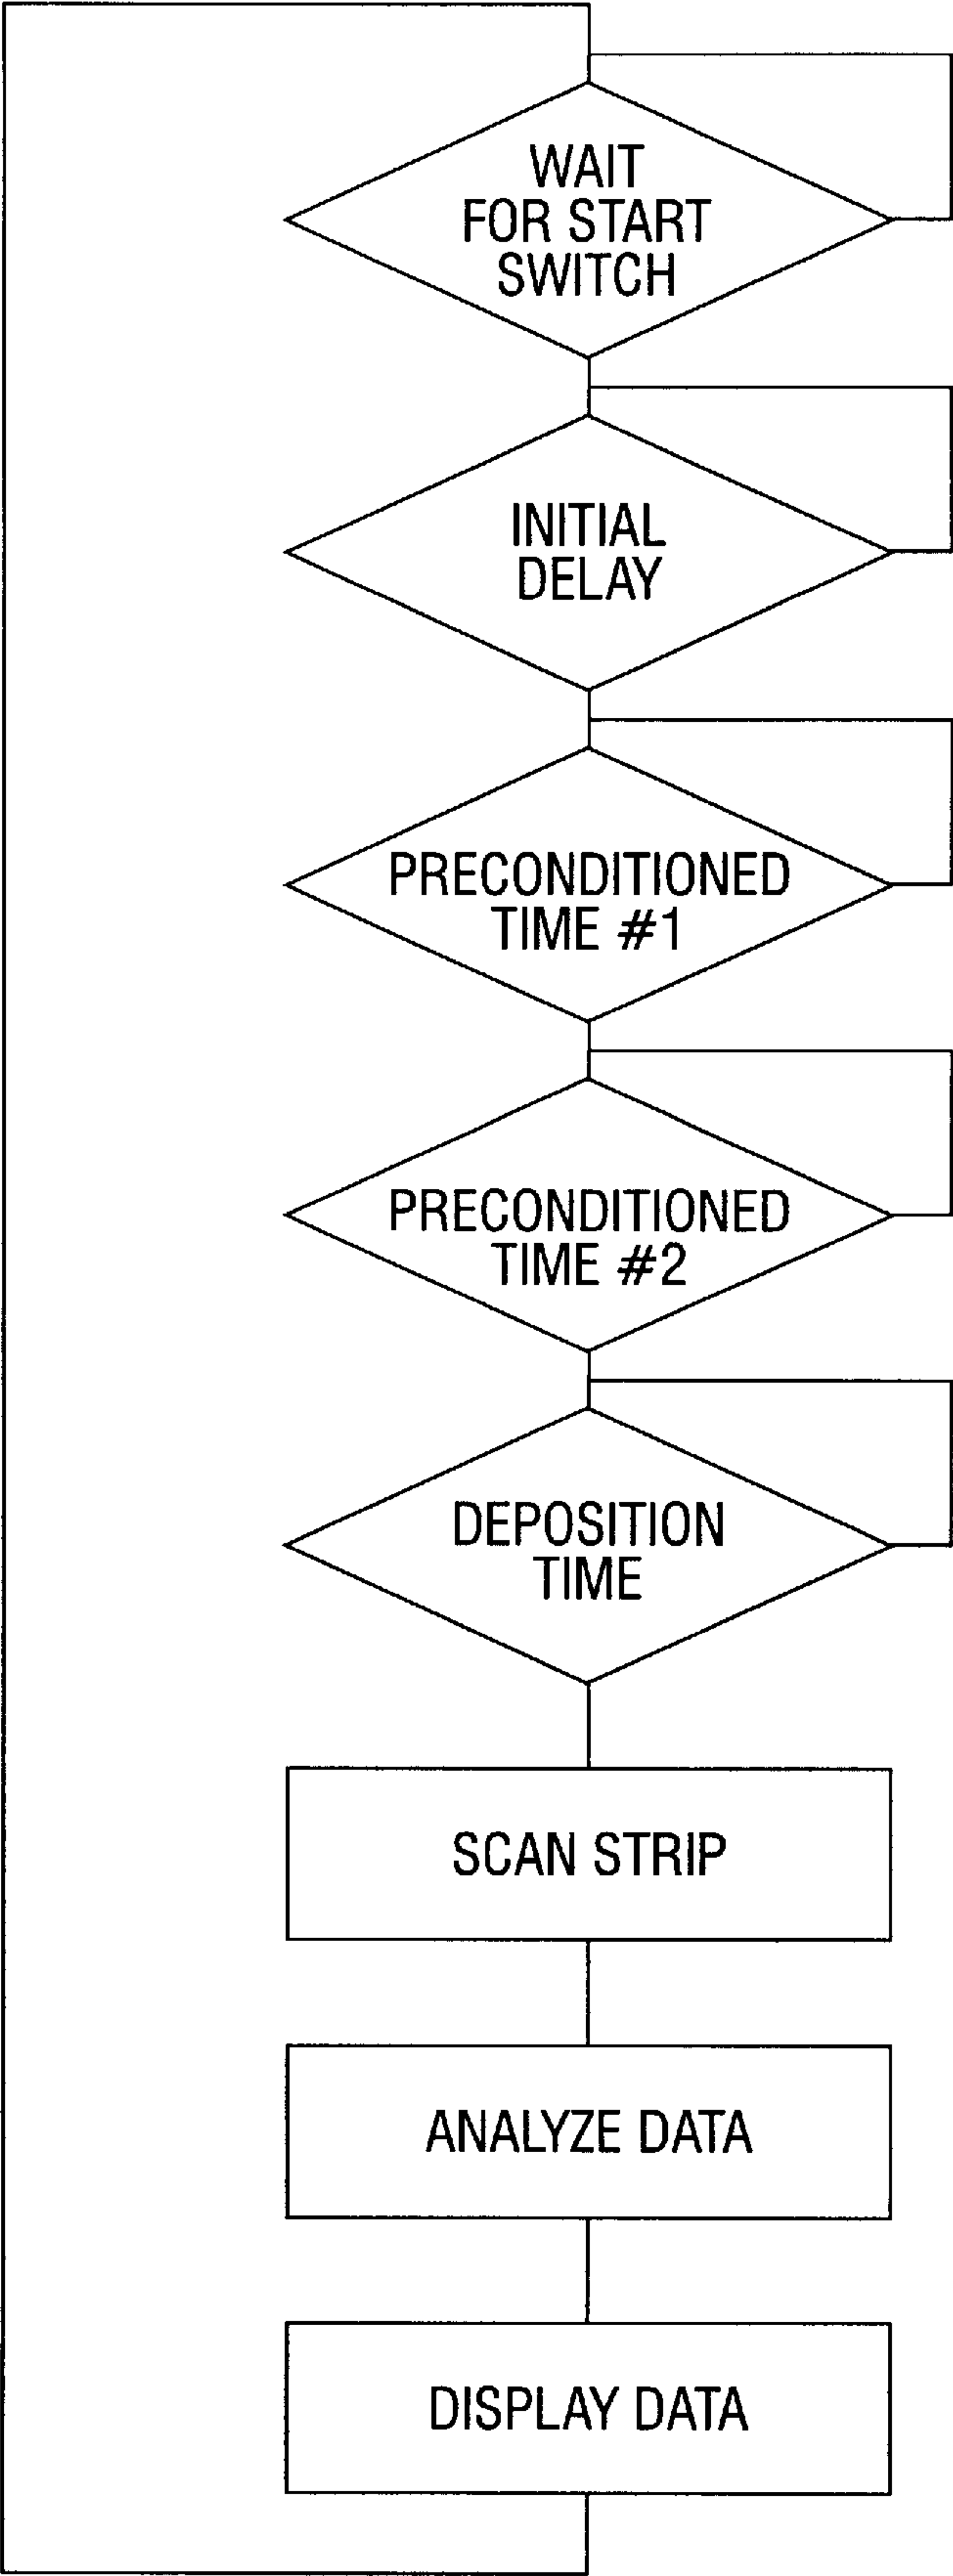 WAIT
FOR START
SWITCH
INITIAL
DELAY
PRECONDITIONED
TIME #1
PRECONDITIONED
TIME #2
DEPOSITION
TIME
SCAN STRIP
ANALYZE DATA
DISPLAY DATA